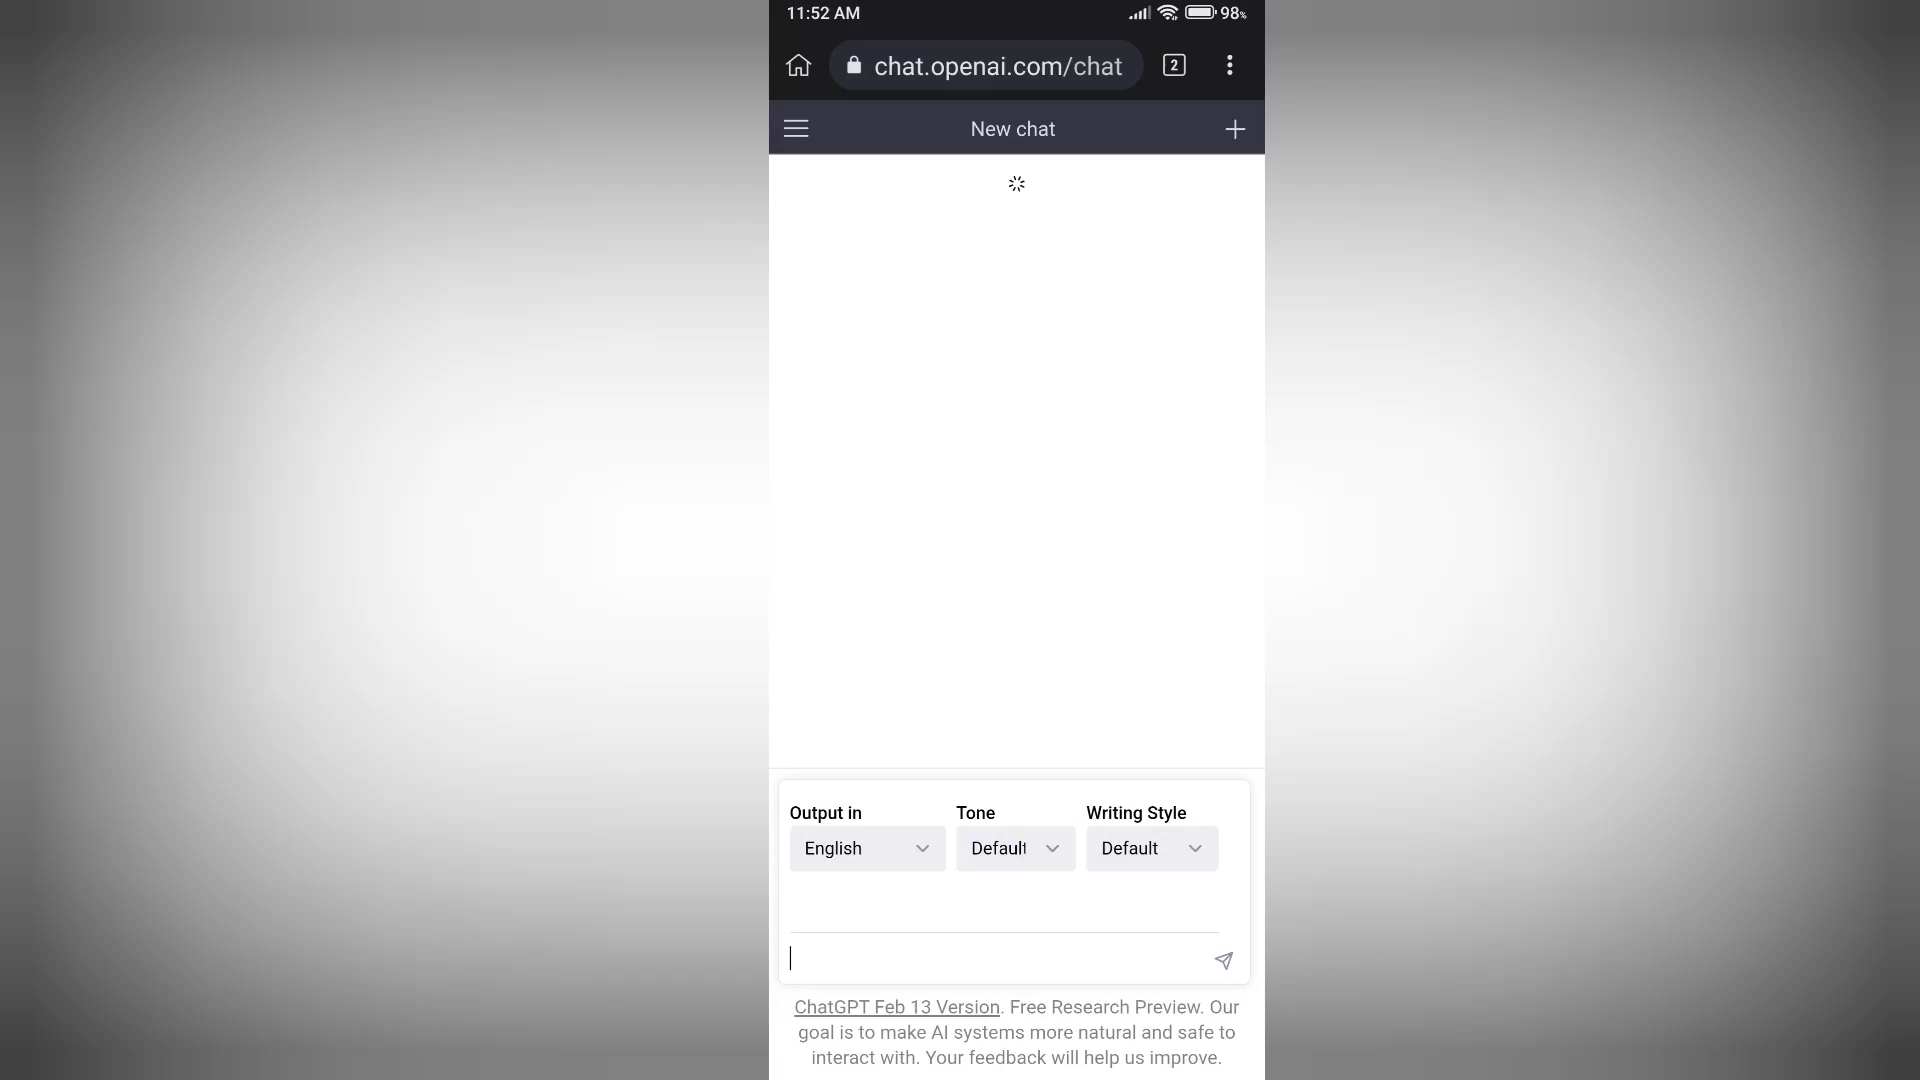 11:52 AM
98%
chat.openai.com/chat
2
New chat
Output in
Tone
Writing Style
English
Default
Default
ChatGPT Feb 13 Version. Free Research Preview. Our
goal is to make AI systems more natural and safe to
interact with. Your feedback will help us improve.